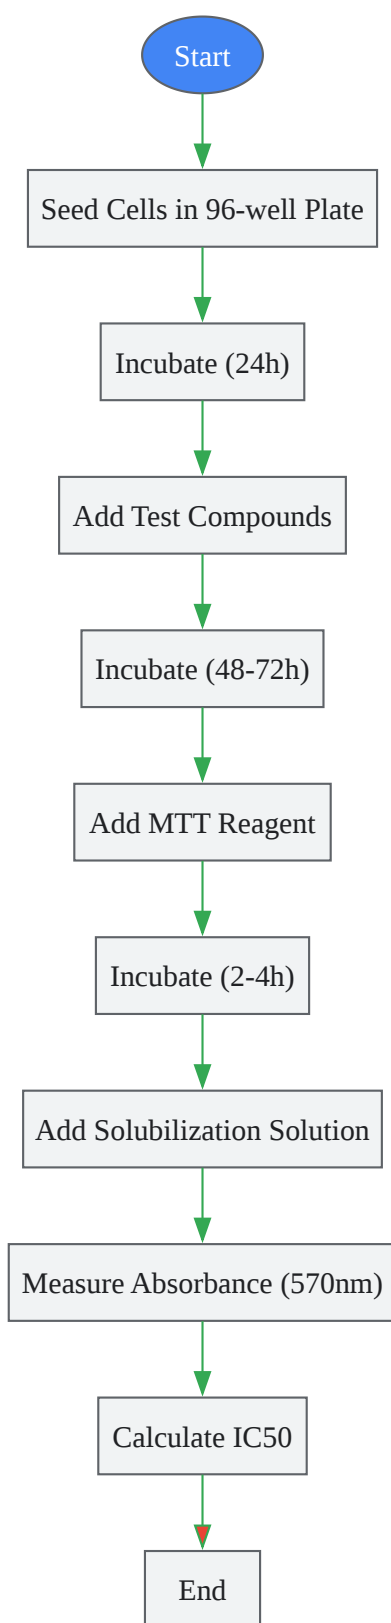 Start
Seed Cells in 96-well Plate
Incubate (24h)
Add Test Compounds
Incubate (48-72h)
Add MTT Reagent
Incubate (2-4h)
Add Solubilization Solution
Measure Absorbance (570nm)
Calculate IC50
End